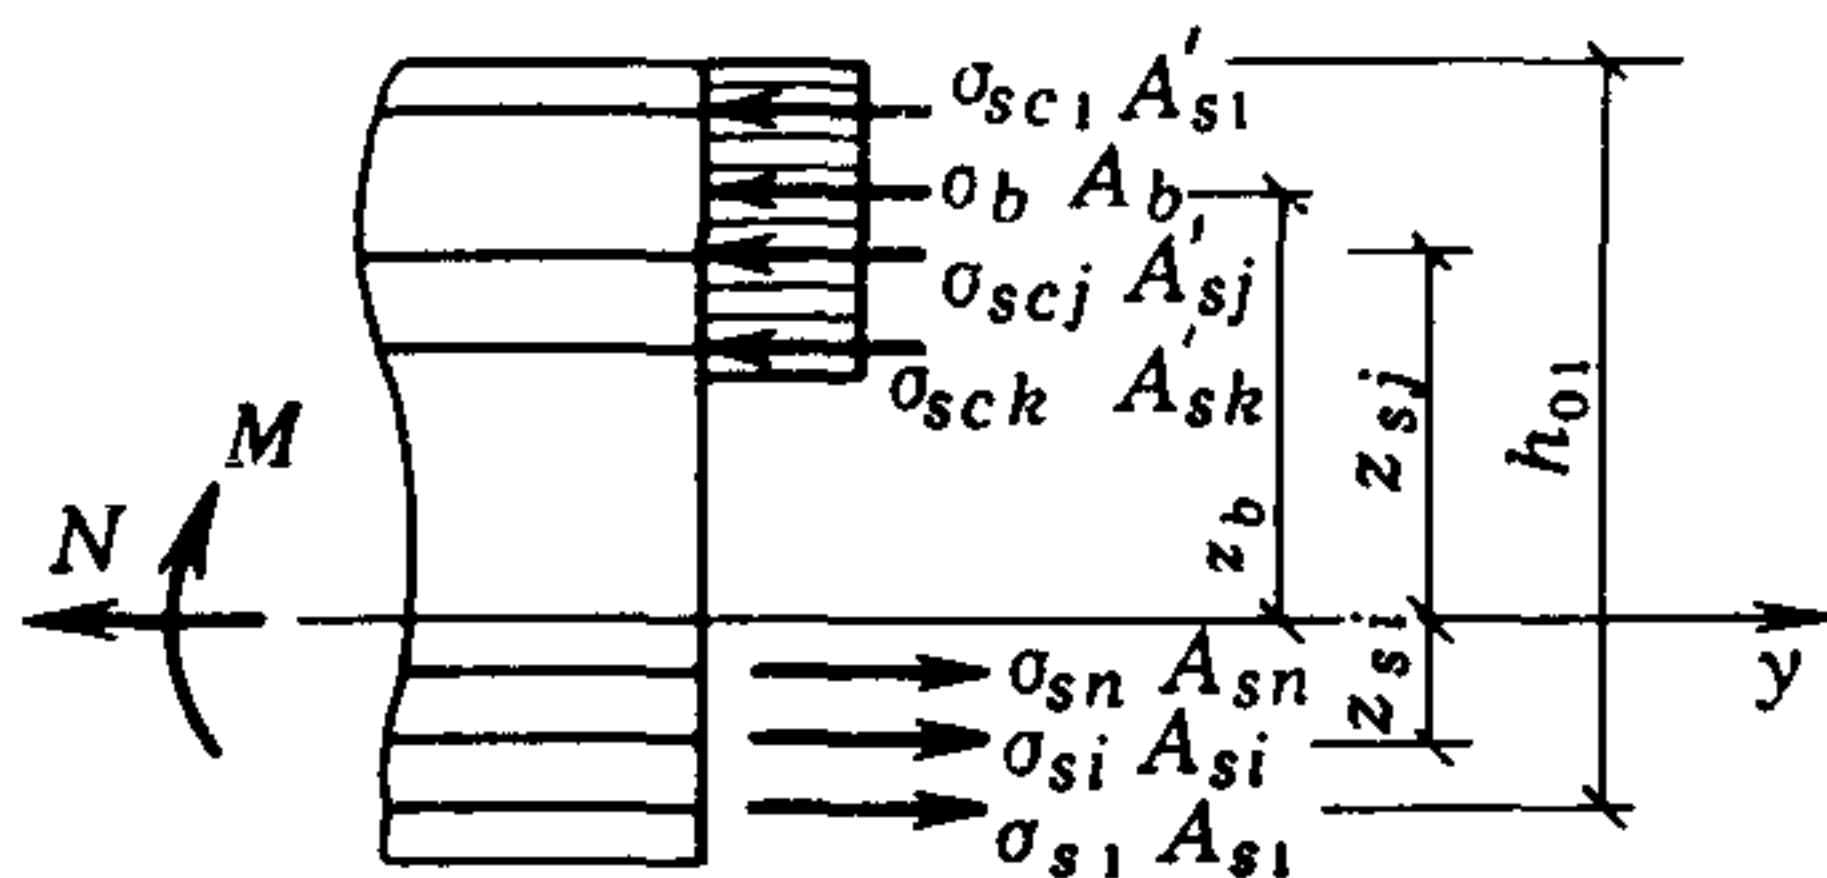 σsc1 A's1
σb Ab
σscj A'sj
σsck A'sk
M
N
zb
zsj
h01
zsi
y
σsn Asn
σsi Asi
σs1 As1